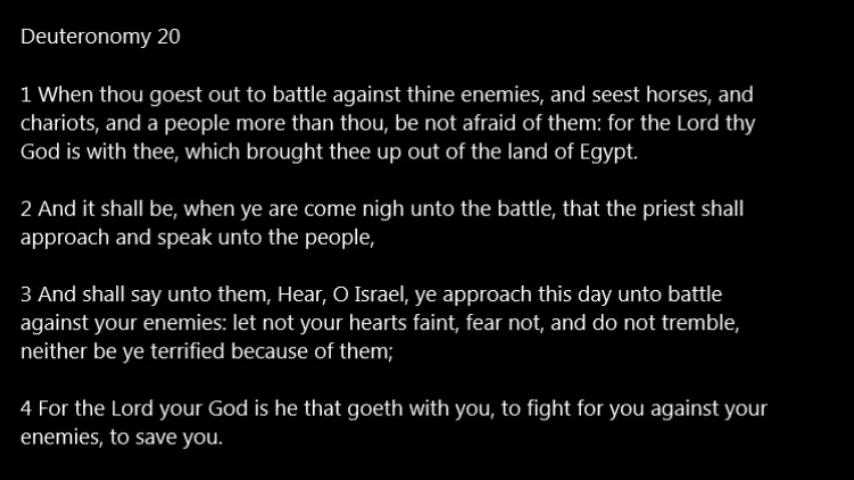 Deuteronomy 20
1 When thou goest out to battle against thine enemies, and seest horses, and
chariots, and a people more than thou, be not afraid of them: for the Lord thy
God is with thee, which brought thee up out of the land of Egypt.
2 And it shall be, when ye are come nigh unto the battle, that the priest shall
approach and speak unto the people,
3 And shall say unto them, Hear, O Israel, ye approach this day unto battle
against your enemies: let not your hearts faint, fear not, and do not tremble,
neither be ye terrified because of them;
4 For the Lord your God is he that goeth with you, to fight for you against your
enemies, to save you.